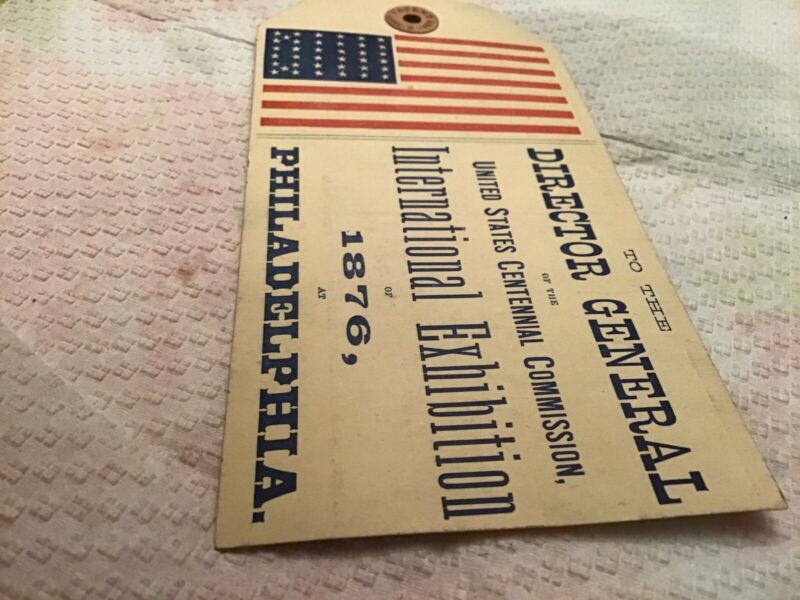 TO THE
DIRECTOR GENERAL
OF THE
UNITED STATES CENTENNIAL COMMISSION,
International Exhibition
OF
1876,
AT
PHILADELPHIA.